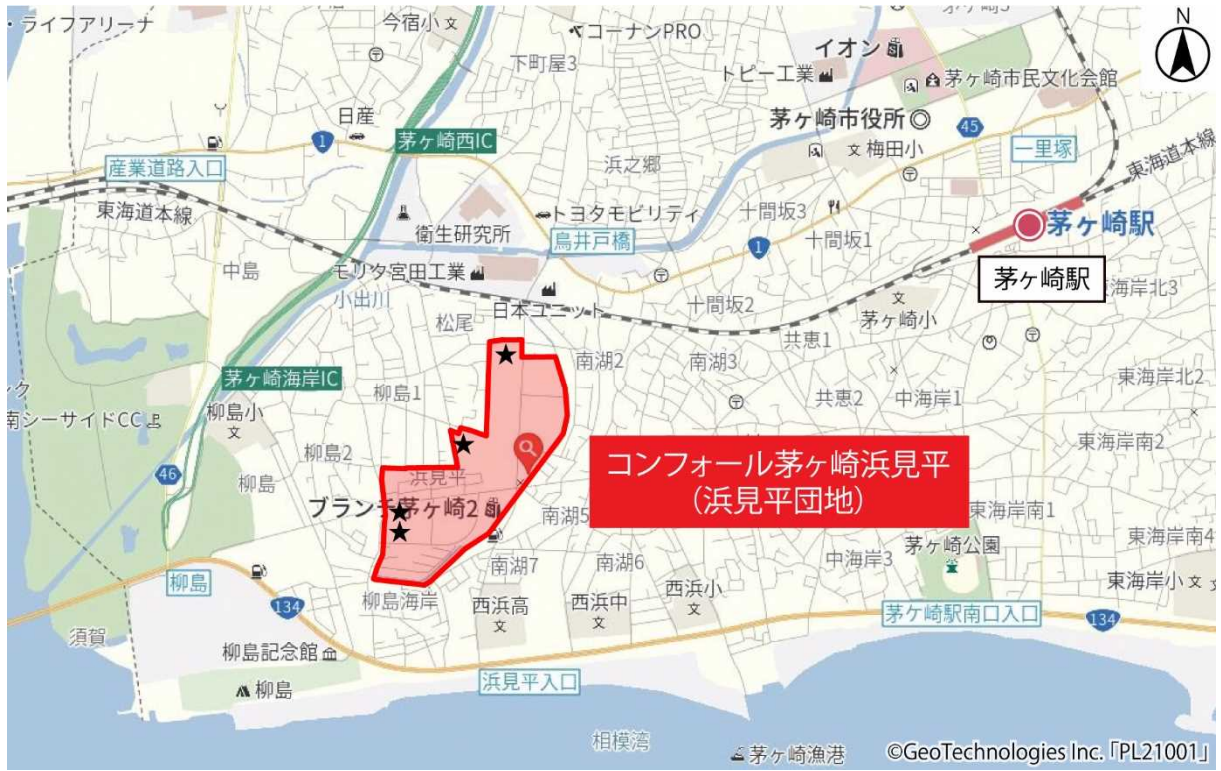 ・ライフアリーナ
今宿小
コーナンPRO
下町屋3
イオン
トピー工業
茅ヶ崎市民文化会館
N
日産
茅ヶ崎市役所
45
1
茅ヶ崎西IC
梅田小
一里塚
産業道路入口
浜之郷
東海道本線
東海道本線
トヨタモビリティ
十間坂3
衛生研究所
鳥井戸橋
1
十間坂1
茅ヶ崎駅
中島
モリタ宮田工業
茅ヶ崎駅
海岸北3
小出川
日本ユニット
十間坂2
茅ヶ崎小
松尾
共恵1
南湖2
南湖3
茅ヶ崎海岸IC
東海岸北2
柳島1
共恵2
中海岸1
南シーサイドCC
柳島小
東海岸南2
柳島2
コンフォール茅ヶ崎浜見平
(浜見平団地)
46
柳島
浜見平
ブランチ茅ヶ崎2
南湖5
東海岸南1
東海岸南4
茅ヶ崎公園
中海岸3
南湖7
南湖6
柳島
東海岸小
西浜小
134
柳島海岸
西浜高
西浜中
茅ヶ崎駅南口入口
134
須賀
柳島記念館
浜見平入口
柳島
相模湾
茅ヶ崎漁港
©GeoTechnologies Inc.「PL21001」